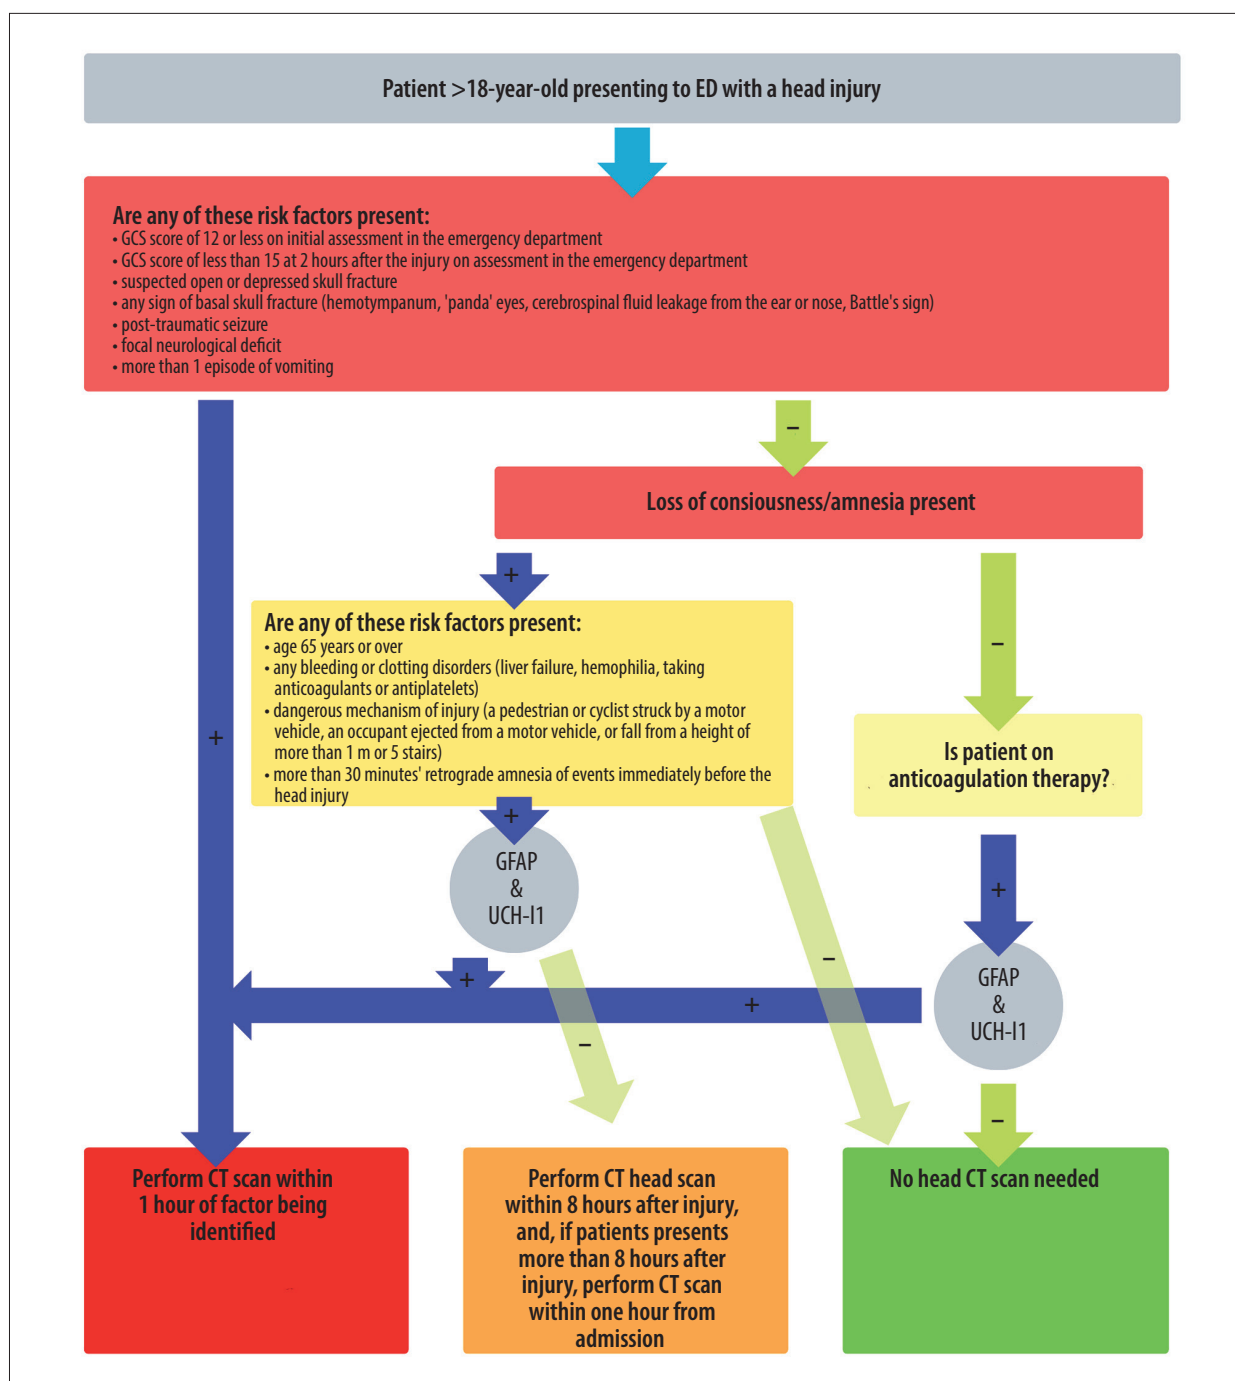 Patient >18-year-old presenting to ED with a head injury
Are any of these risk factors present:
• GCS score of 12 or less on initial assessment in the emergency department
• GCS score of less than 15 at 2 hours after the injury on assessment in the emergency department
• suspected open or depressed skull fracture
• any sign of basal skull fracture (hemotympanum, 'panda' eyes, cerebrospinal fluid leakage from the ear or nose, Battle's sign)
• post-traumatic seizure
• focal neurological deficit
• more than 1 episode of vomiting
–
Loss of consiousness/amnesia present
+
–
+
Are any of these risk factors present:
• age 65 years or over
• any bleeding or clotting disorders (liver failure, hemophilia, taking
anticoagulants or antiplatelets)
• dangerous mechanism of injury (a pedestrian or cyclist struck by a motor
vehicle, an occupant ejected from a motor vehicle, or fall from a height of
more than 1 m or 5 stairs)
• more than 30 minutes' retrograde amnesia of events immediately before the
head injury
Is patient on
anticoagulation therapy?
+
GFAP
&
UCH-l1
+
–
+
–
+
GFAP
&
UCH-l1
+
–
Perform CT scan within
1 hour of factor being
identified
Perform CT head scan
within 8 hours after injury,
and, if patients presents
more than 8 hours after
injury, perform CT scan
within one hour from
admission
No head CT scan needed